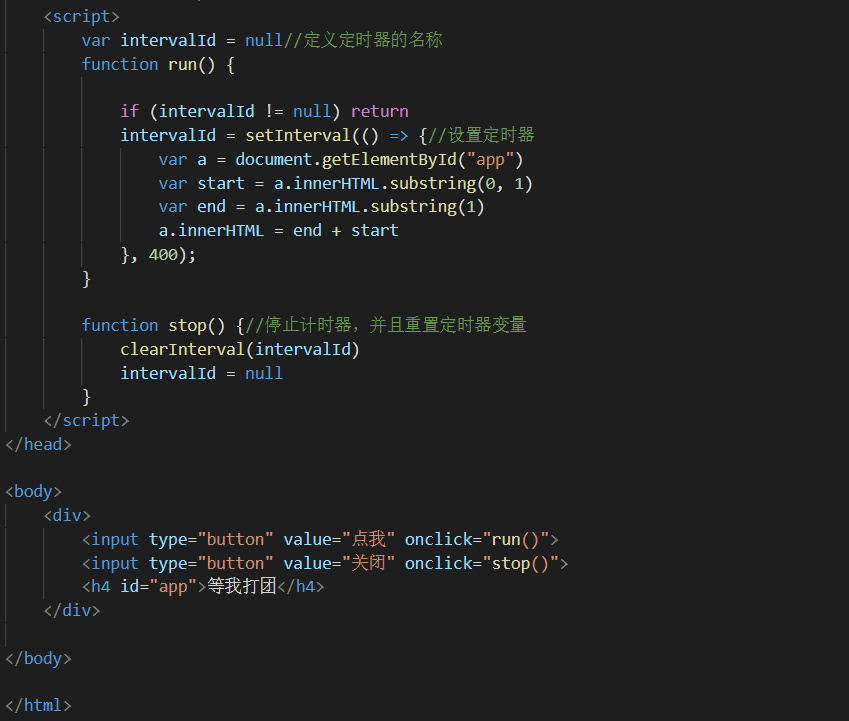 <script>
var intervalId = null//定义定时器的名称
function run() {
if (intervalId != null) return
intervalId = setInterval(() => {//设置定时器
var a = document.getElementById("app")
var start = a.innerHTML.substring(0, 1)
var end = a.innerHTML.substring(1)
a.innerHTML = end + start
}, 400);
}
function stop() {//停止计时器，并且重置定时器变量
clearInterval(intervalId)
intervalId = null
}
</script>
</head>
<body>
<div>
<input type="button" value="点我" onclick="run()">
<input type="button" value="关闭" onclick="stop()">
<h4 id="app">等我打团</h4>
</div>
</body>
</html>